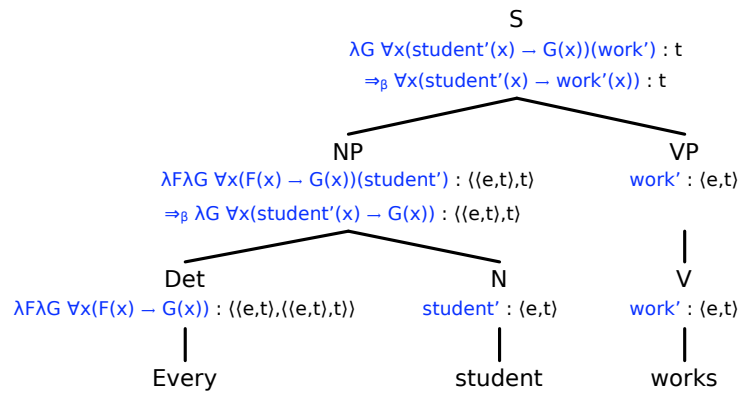 S
λG ∀x(student’(x) → G(x))(work’) : t
⇒β ∀x(student’(x) → work’(x)) : t
NP VP
λFλG ∀x(F(x) → G(x))(student’) : ⟨⟨e,t⟩,t⟩ work’ : ⟨e,t⟩
⇒β λG ∀x(student’(x) → G(x)) : ⟨⟨e,t⟩,t⟩
Det N V
λFλG ∀x(F(x) → G(x)) : ⟨⟨e,t⟩,⟨⟨e,t⟩,t⟩⟩ student’ : ⟨e,t⟩ work’ : ⟨e,t⟩
Every student works